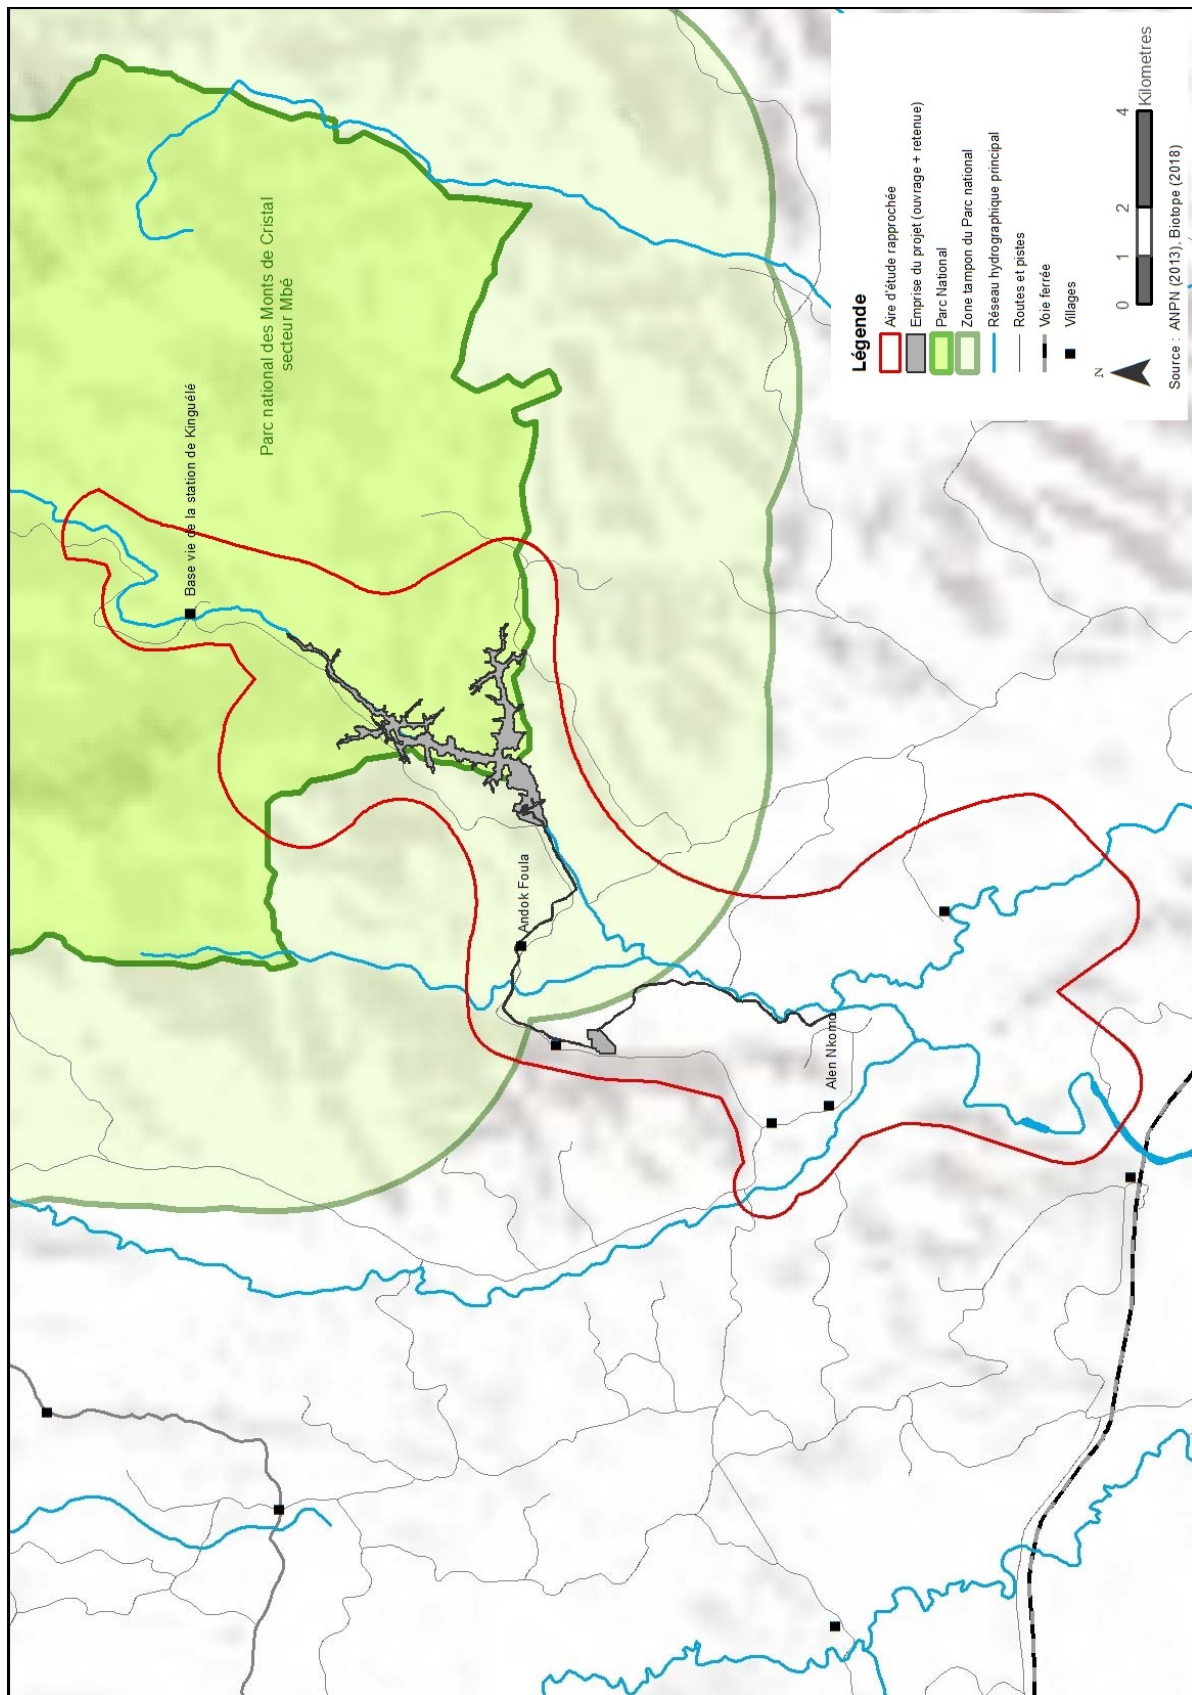 Parc national des Monts de Cristal
secteur Mbé
Base vie de la station de Kinguélé
Andok Foula
Alen Nkoma
Légende
Aire d'étude rapprochée
Emprise du projet (ouvrage + retenue)
Parc National
Zone tampon du Parc national
Réseau hydrographique principal
Routes et pistes
Voie ferrée
Villages
N
0 1 2 4
Kilometres
Source : ANPN (2013), Biotope (2018)